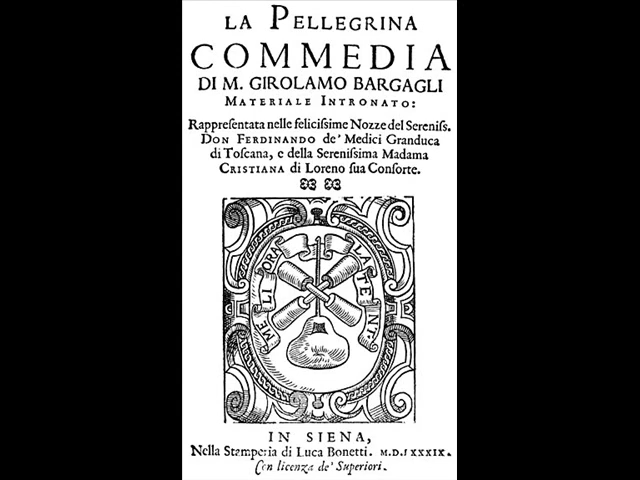 LA PELLEGRINA
COMMEDIA
DI M. GIROLAMO BARGAGLI
MATERIALE INTRONATO:
Rappreſentata nelle feliciſſime Nozze del Sereniſs.
DON FERDINANDO de' Medici Granduca
di Toſcana, e della Sereniſſima Madama
CRISTIANA di Loreno ſua Conſorte.
MELIORA LATENT
IN SIENA,
Nella Stamperia di Luca Bonetti. M.D.LXXXIX.
Con licenza de' Superiori.